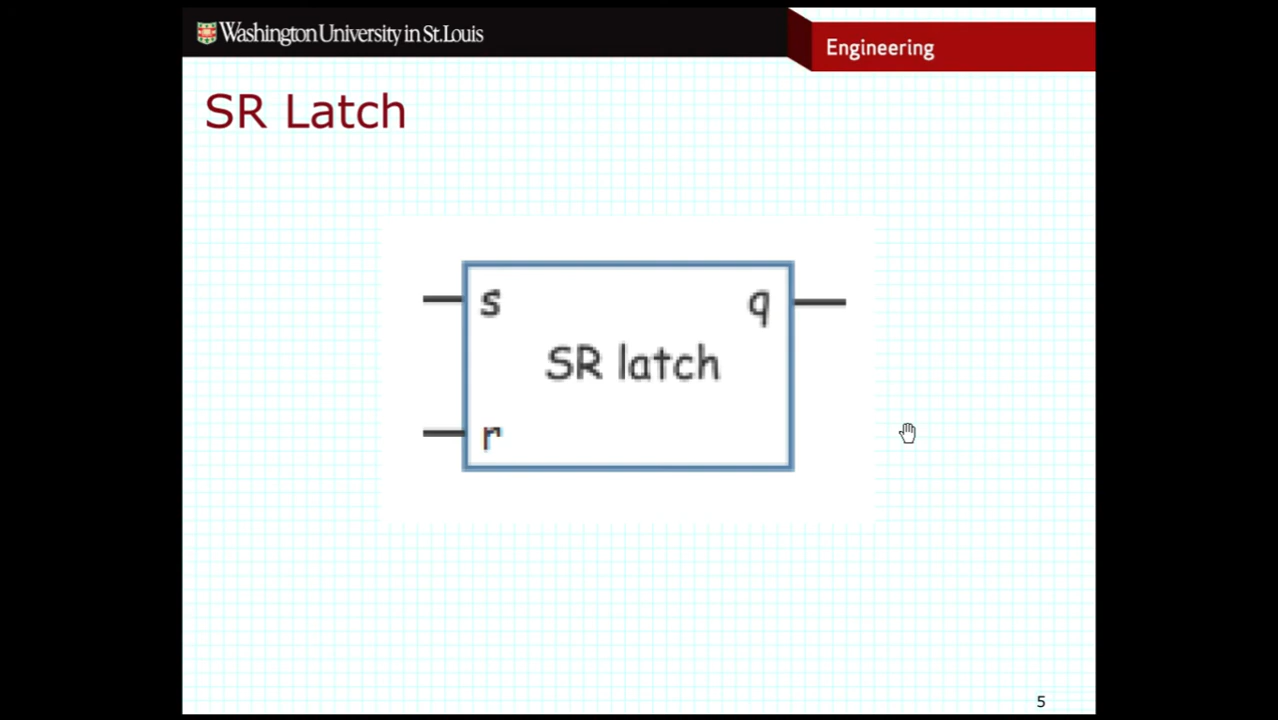 Washington University in St.Louis
Engineering
SR Latch
s
q
SR latch
r
5